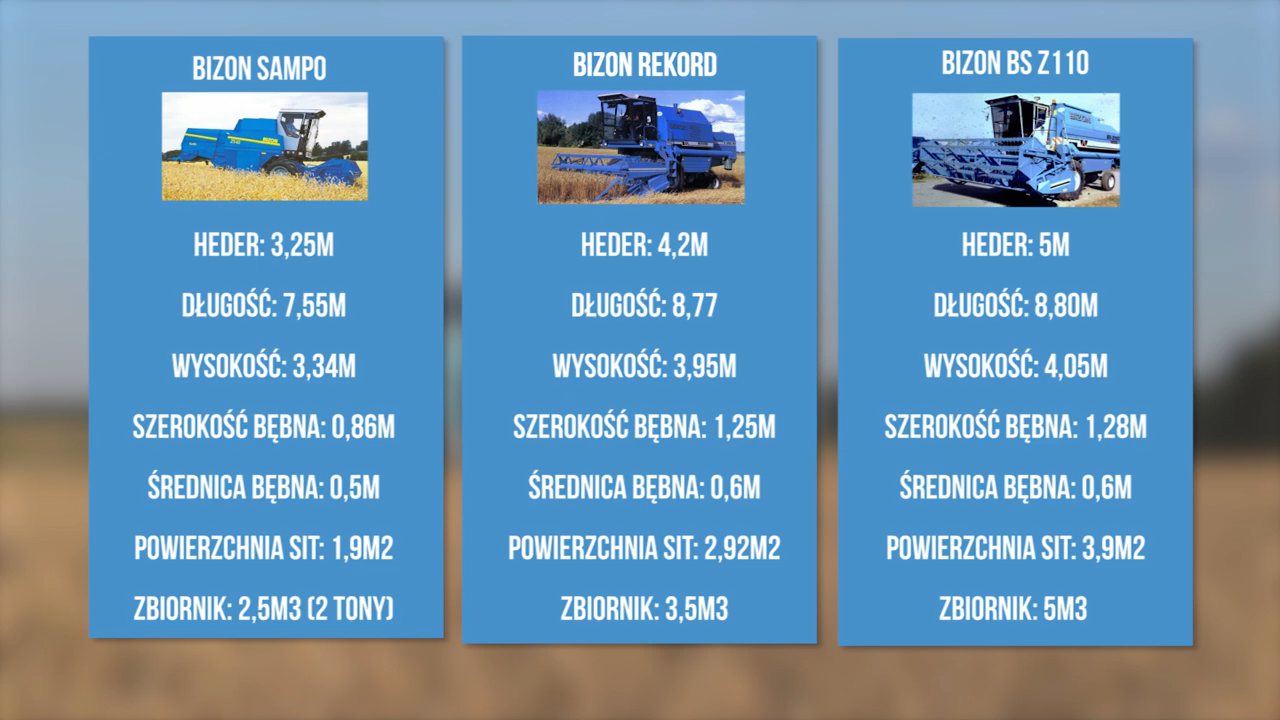 BIZON SAMPO
HEDER: 3,25M
DŁUGOŚĆ: 7,55M
WYSOKOŚĆ: 3,34M
SZEROKOŚĆ BĘBNA: 0,86M
ŚREDNICA BĘBNA: 0,5M
POWIERZCHNIA SIT: 1,9M2
ZBIORNIK: 2,5M3 (2 TONY)
BIZON REKORD
HEDER: 4,2M
DŁUGOŚĆ: 8,77
WYSOKOŚĆ: 3,95M
SZEROKOŚĆ BĘBNA: 1,25M
ŚREDNICA BĘBNA: 0,6M
POWIERZCHNIA SIT: 2,92M2
ZBIORNIK: 3,5M3
BIZON BS Z110
BIZON
HEDER: 5M
DŁUGOŚĆ: 8,80M
WYSOKOŚĆ: 4,05M
SZEROKOŚĆ BĘBNA: 1,28M
ŚREDNICA BĘBNA: 0,6M
POWIERZCHNIA SIT: 3,9M2
ZBIORNIK: 5M3